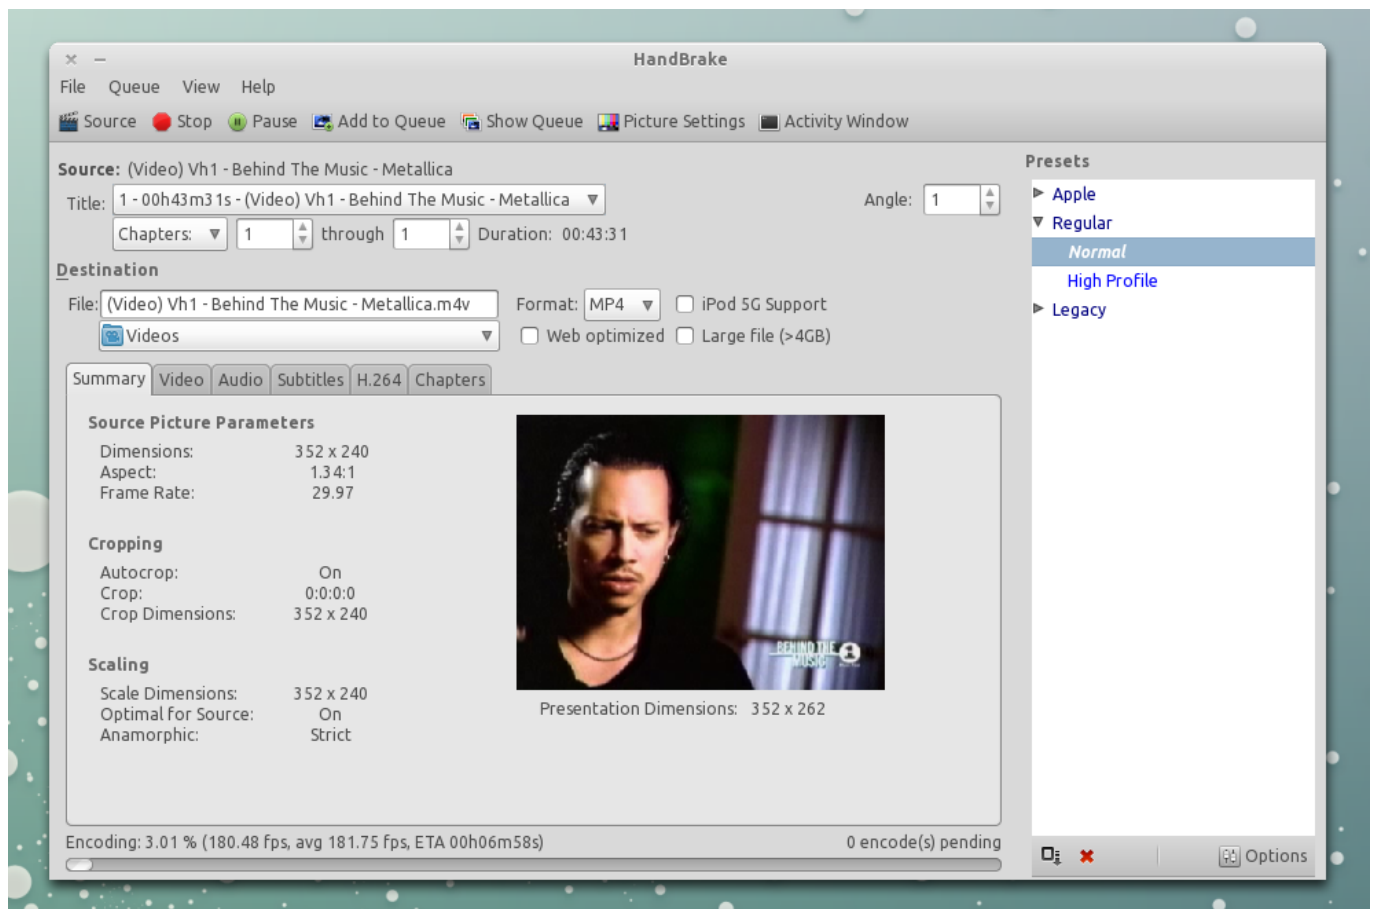 HandBrake
File Queue View Help
Source Stop Pause Add to Queue Show Queue Picture Settings Activity Window
Source: (Video) Vh1 - Behind The Music - Metallica
Title: 1 - 00h43m31s - (Video) Vh1 - Behind The Music - Metallica
Angle: 1
Chapters: 1 through 1 Duration: 00:43:31
Destination
File: (Video) Vh1 - Behind The Music - Metallica.m4v Format: MP4 iPod 5G Support
Videos Web optimized Large file (>4GB)
Summary Video Audio Subtitles H.264 Chapters
Source Picture Parameters
Dimensions: 352 x 240
Aspect: 1.34:1
Frame Rate: 29.97
Cropping
Autocrop: On
Crop: 0:0:0:0
Crop Dimensions: 352 x 240
Scaling
Scale Dimensions: 352 x 240
Optimal for Source: On
Anamorphic: Strict
BEHIND THE
MUSIC
Presentation Dimensions: 352 x 262
Encoding: 3.01 % (180.48 fps, avg 181.75 fps, ETA 00h06m58s) 0 encode(s) pending
Presets
Apple
Regular
Normal
High Profile
Legacy
Options